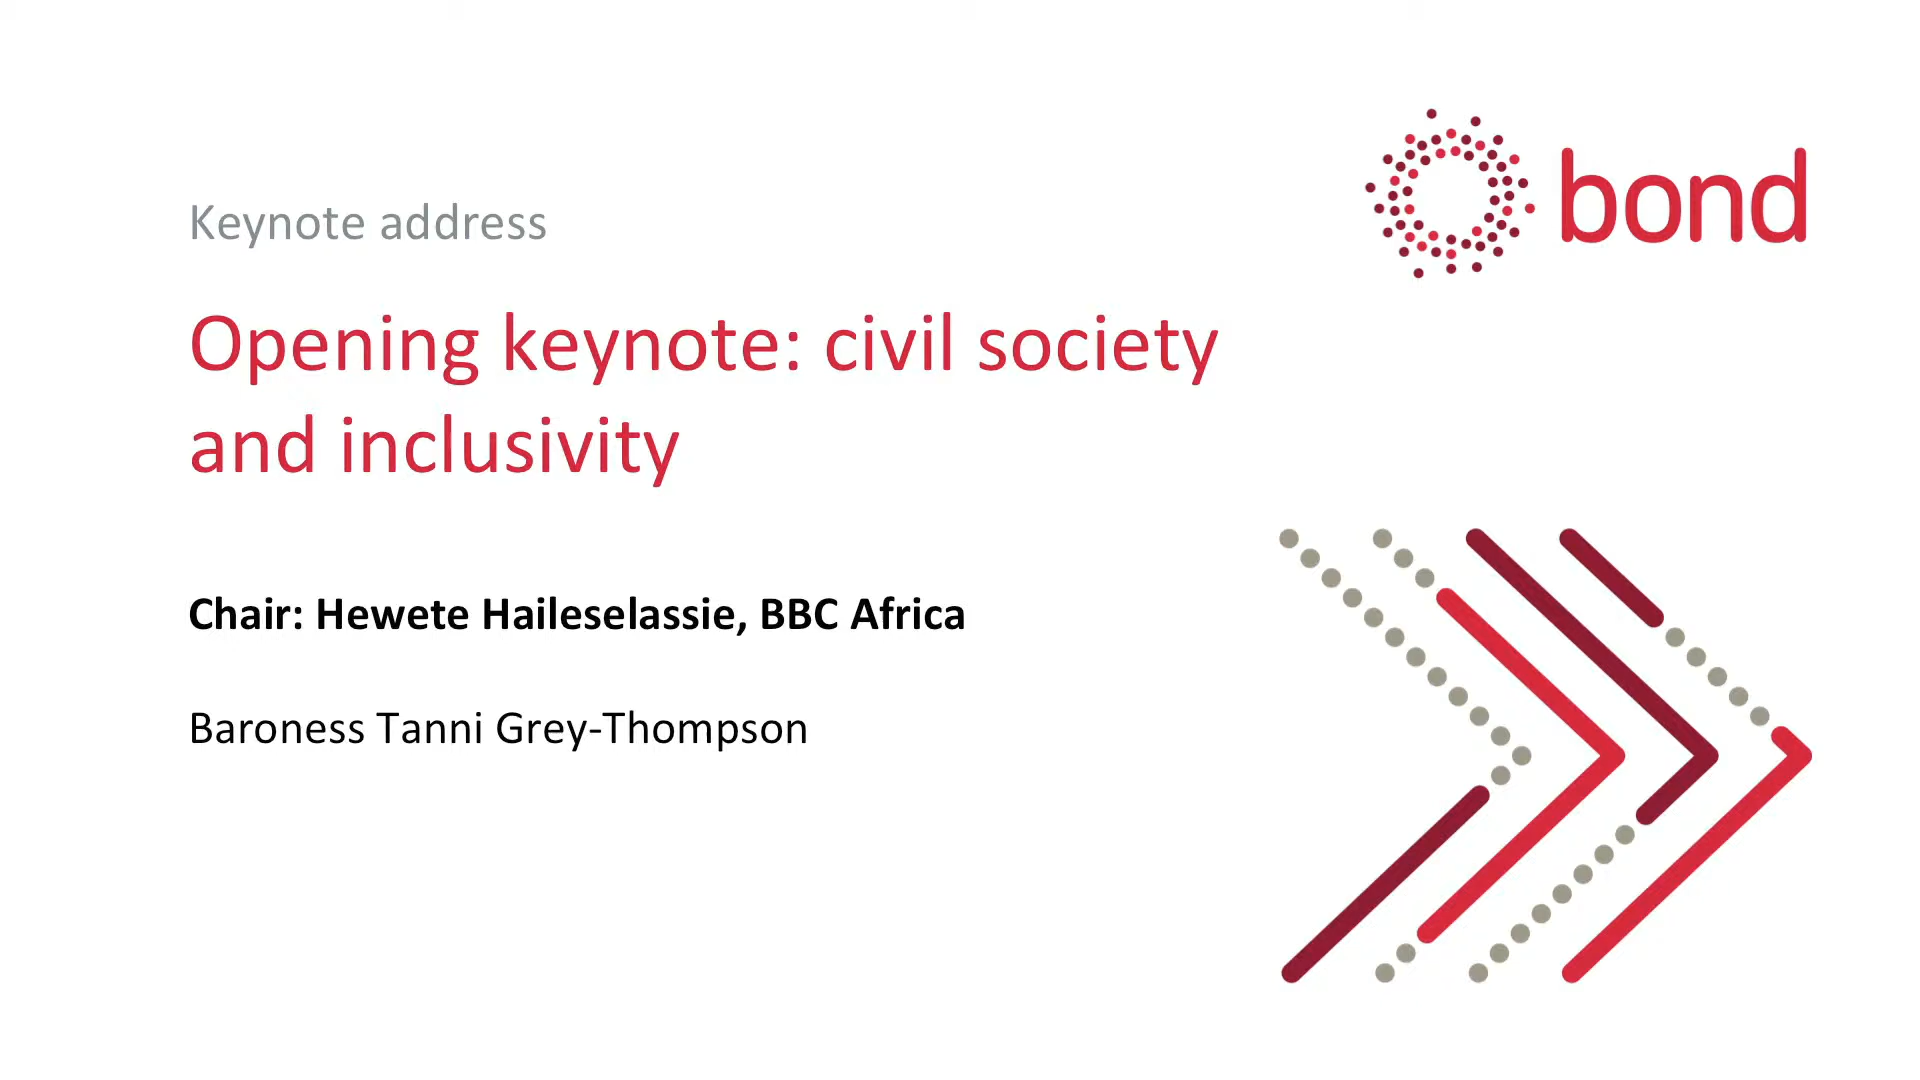 bond
Keynote address
Opening keynote: civil society
and inclusivity
Chair: Hewete Haileselassie, BBC Africa
Baroness Tanni Grey-Thompson